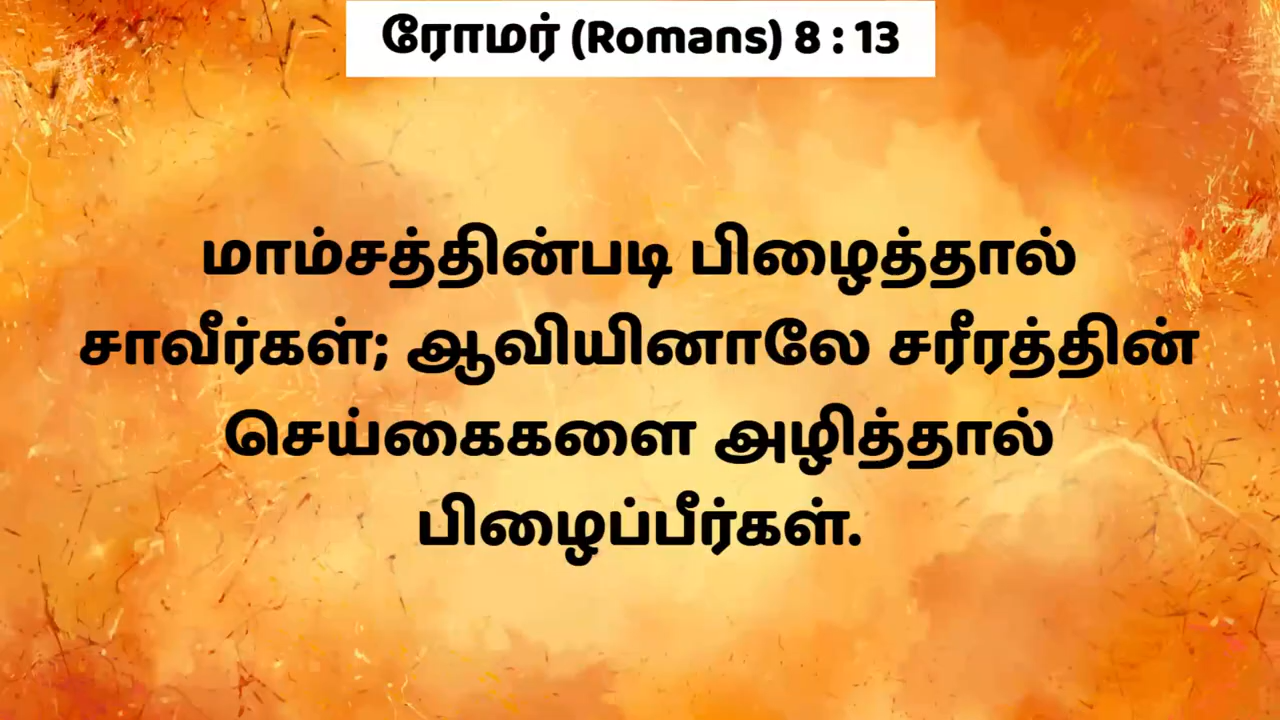 ரோமர் (Romans) 8 : 13
மாம்சத்தின்படி பிழைத்தால்
சாவீர்கள்; ஆவியினாலே சரீரத்தின்
செய்கைகளை அழித்தால்
பிழைப்பீர்கள்.